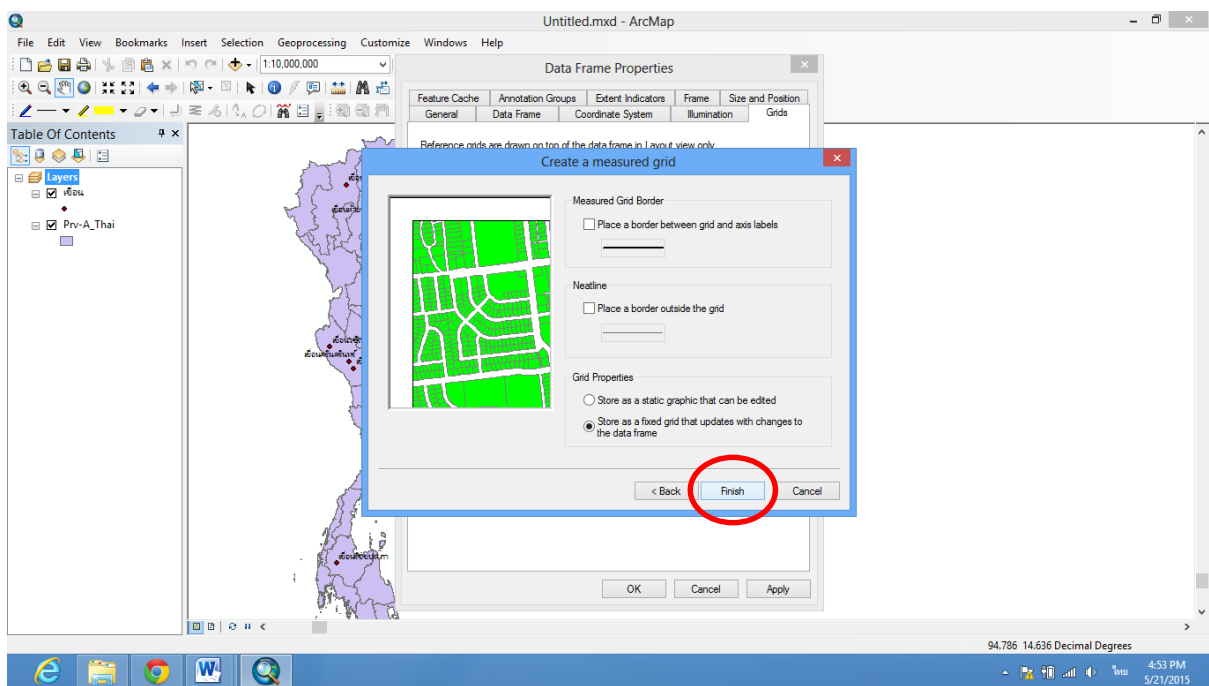 Untitled.mxd - ArcMap
File Edit View Bookmarks Insert Selection Geoprocessing Customize Windows Help
1:10,000,000
Data Frame Properties
Feature Cache Annotation Groups Extent Indicators Frame Size and Position
General Data Frame Coordinate System Illumination Grids
Reference grids are drawn on top of the data frame in Layout view only
Table Of Contents
Layers
เขื่อน
Prv-A_Thai
Create a measured grid
Measured Grid Border
Place a border between grid and axis labels
Neatline
Place a border outside the grid
Grid Properties
Store as a static graphic that can be edited
Store as a fixed grid that updates with changes to
the data frame
< Back Finish Cancel
OK Cancel Apply
94.786 14.636 Decimal Degrees
ไทย
4:53 PM
5/21/2015